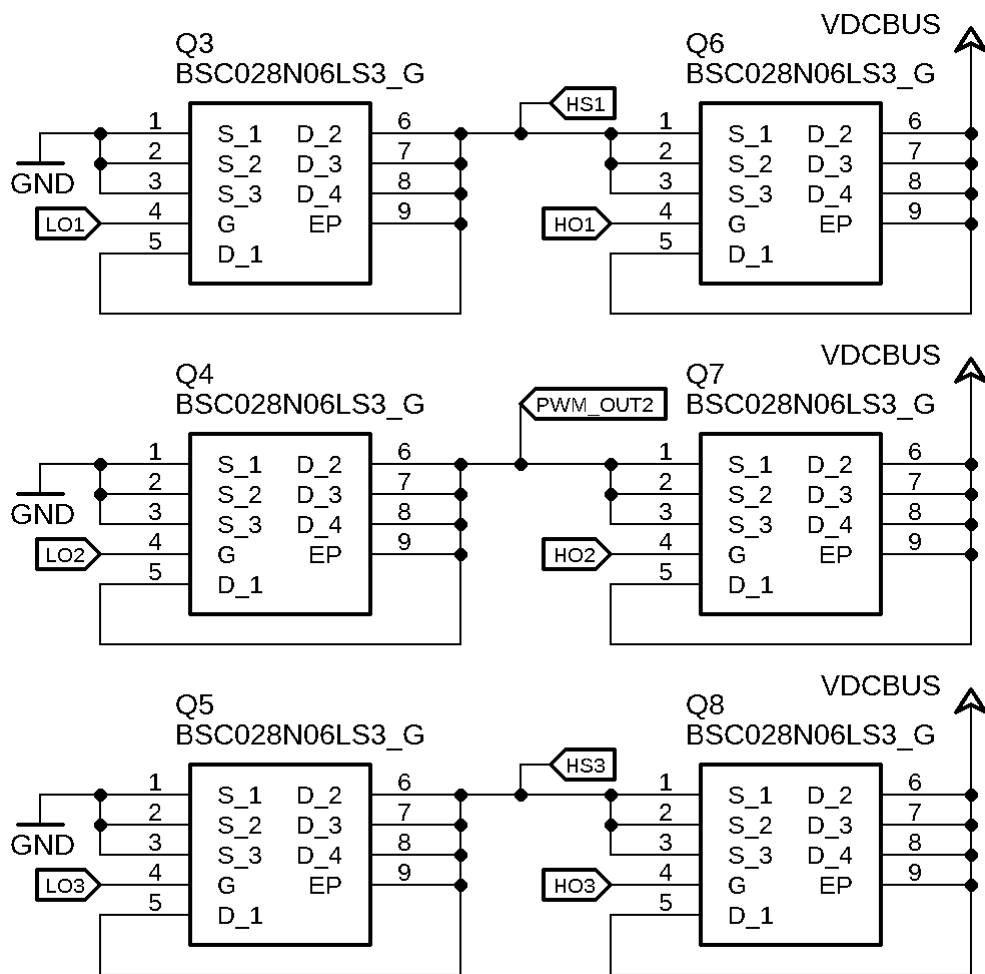 VDCBUS
Q3
BSC028N06LS3_G
Q6
BSC028N06LS3_G
HS1
1 S_1 D_2 6
2 S_2 D_3 7
3 S_3 D_4 8
4 G EP 9
5 D_1
GND
LO1
1 S_1 D_2 6
2 S_2 D_3 7
3 S_3 D_4 8
4 G EP 9
5 D_1
HO1
VDCBUS
Q4
BSC028N06LS3_G
Q7
BSC028N06LS3_G
PWM_OUT2
1 S_1 D_2 6
2 S_2 D_3 7
3 S_3 D_4 8
4 G EP 9
5 D_1
GND
LO2
1 S_1 D_2 6
2 S_2 D_3 7
3 S_3 D_4 8
4 G EP 9
5 D_1
HO2
VDCBUS
Q5
BSC028N06LS3_G
Q8
BSC028N06LS3_G
HS3
1 S_1 D_2 6
2 S_2 D_3 7
3 S_3 D_4 8
4 G EP 9
5 D_1
GND
LO3
1 S_1 D_2 6
2 S_2 D_3 7
3 S_3 D_4 8
4 G EP 9
5 D_1
HO3